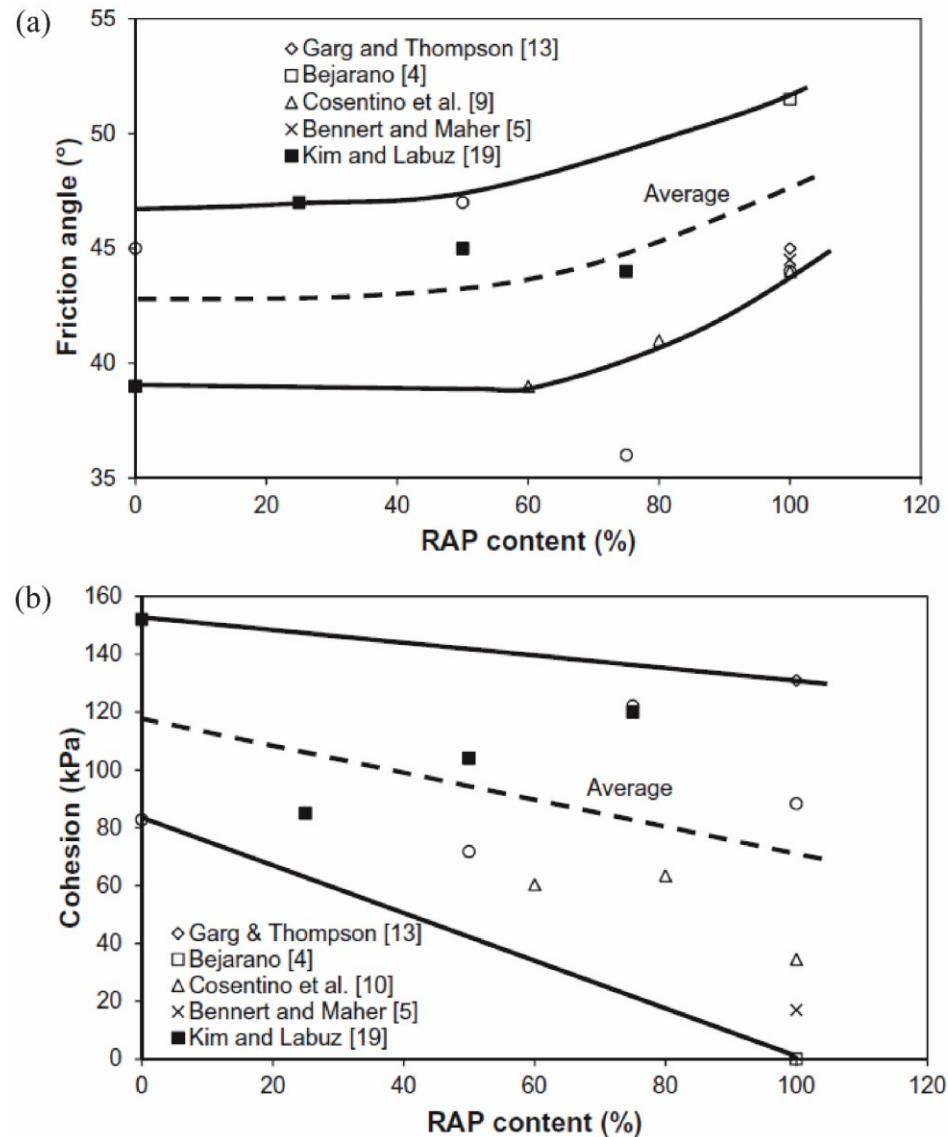 (a)
55
50
45
40
35
Friction angle (°)
Garg and Thompson [13]
Bejarano [4]
Cosentino et al. [9]
Bennert and Maher [5]
Kim and Labuz [19]
Average
0 20 40 60 80 100 120
RAP content (%)
(b)
160
140
120
100
80
60
40
20
0
Cohesion (kPa)
Average
Garg & Thompson [13]
Bejarano [4]
Cosentino et al. [10]
Bennert and Maher [5]
Kim and Labuz [19]
0 20 40 60 80 100 120
RAP content (%)